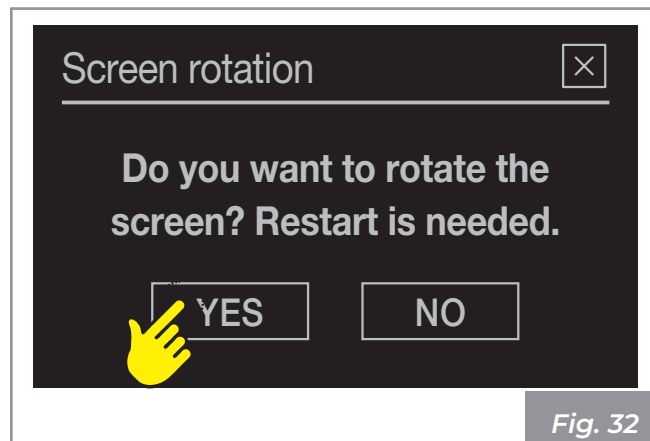 Screen rotation
Do you want to rotate the
screen? Restart is needed.
YES NO
Fig. 32